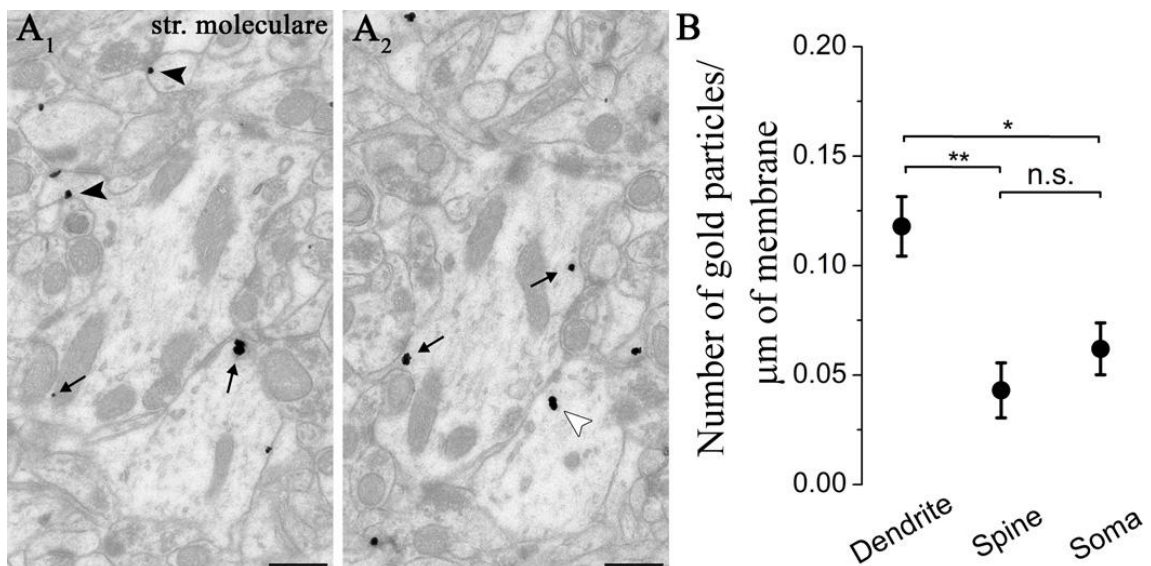 A1 str. moleculare
A2
B
Number of gold particles/
µm of membrane
0.20
0.15
0.10
0.05
0.00
*
**
n.s.
Dendrite
Spine
Soma